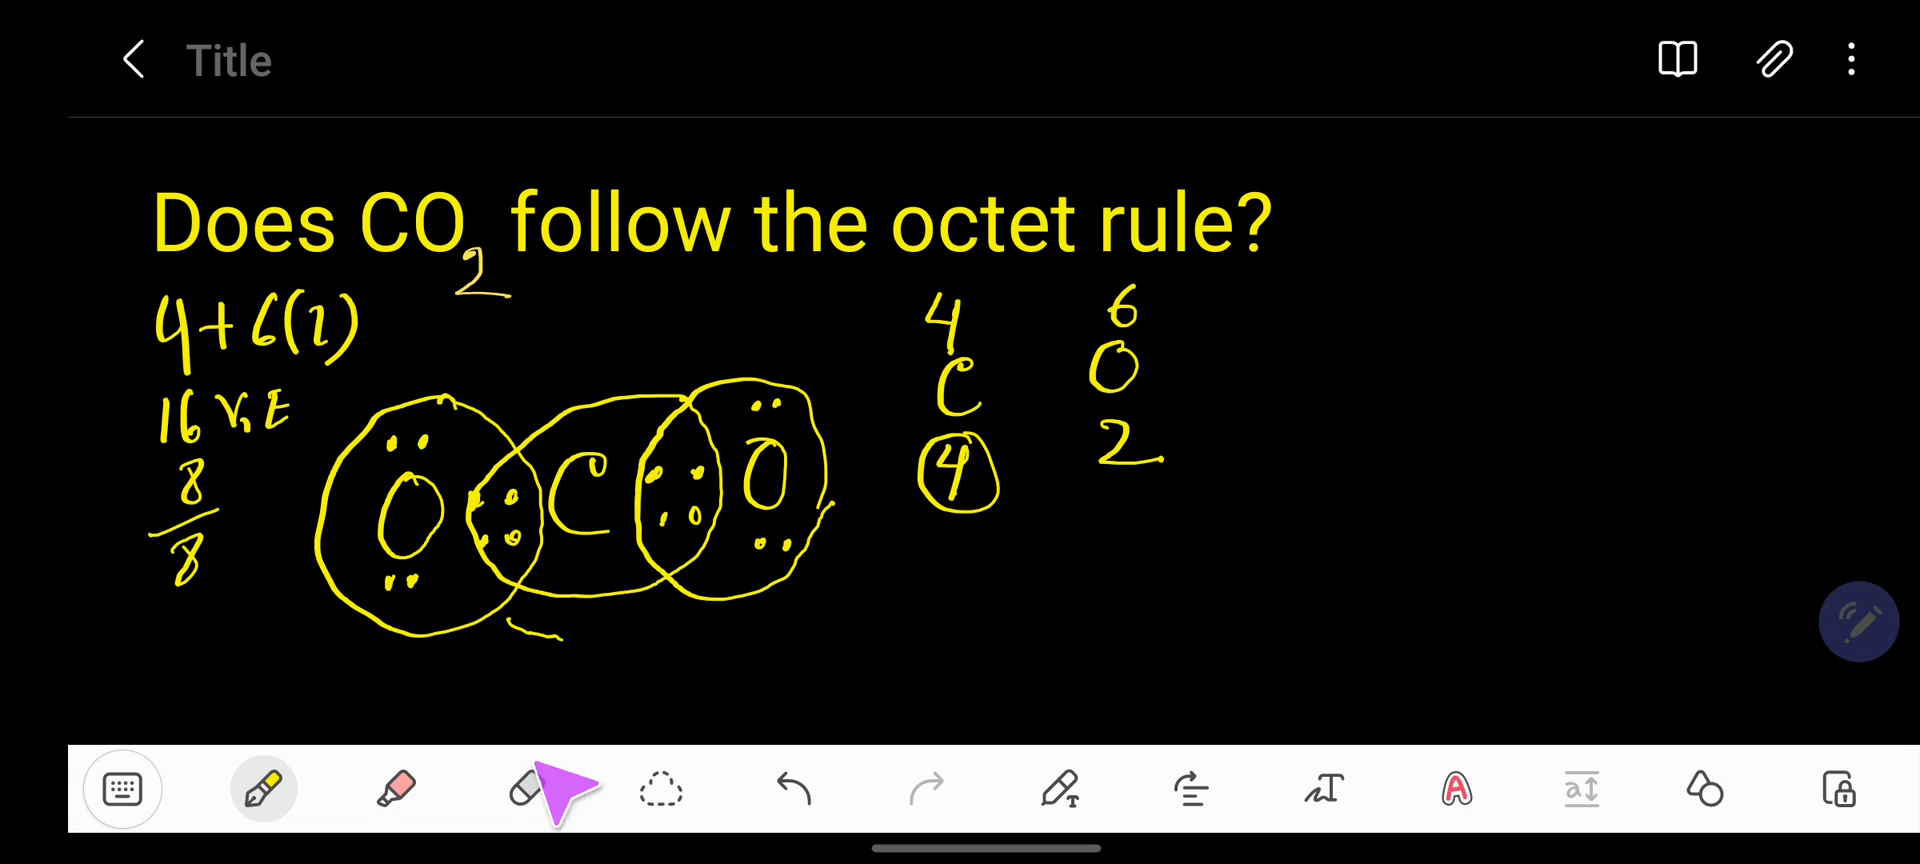 Title
Does CO2 follow the octet rule?
4+6(2)
16 V, E
8
8
O C O
4 6
C O
4 2